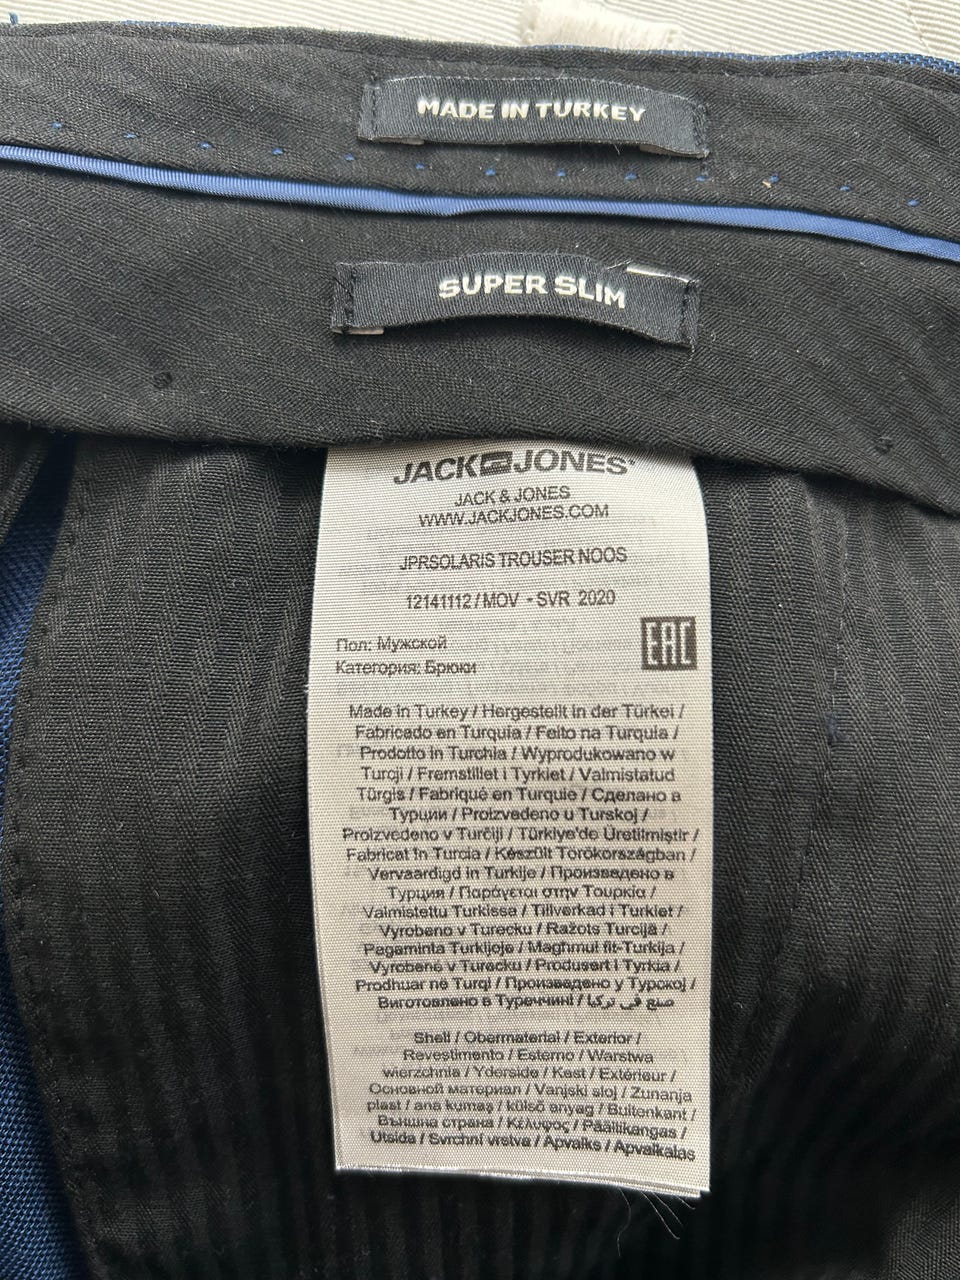 MADE IN TURKEY
SUPER SLIM
JACK & JONES®
JACK & JONES
WWW.JACKJONES.COM
JPRSOLARIS TROUSER NOOS
12141112 / MOV - SVR 2020
Пол: Мужской
EAC
Категория: Брюки
Made in Turkey / Hergestellt in der Türkei /
Fabricado en Turquía / Feito na Turquia /
Prodotto in Turchia / Wyprodukowano w
Turcji / Fremstillet i Tyrkiet / Valmistatud
Türgis / Fabriqué en Turquie / Сделано в
Турции / Proizvedeno u Turskoj /
Proizvedeno v Turčiji / Türkiye'de Üretilmiştir /
Fabricat în Turcia / Készült Törökországban /
Vervaardigd in Turkije / Произведено в
Турция / Παράγεται στην Τουρκία /
Valmistettu Turkissa / Tillverkad i Turkiet /
Vyrobeno v Turecku / Ražots Turcijā /
Pagaminta Turkijoje / Magħmul fit-Turkija /
Vyrobené v Turecku / Produsert i Tyrkia /
Prodhuar në Turqi / Произведено у Турској /
Виготовлено в Туреччині / صنع في تركيا
Shell / Obermaterial / Exterior /
Revestimento / Esterno / Warstwa
wierzchnia / Yderside / Kest / Extérieur /
Основной материал / Vanjski sloj / Zunanja
plast / ana kumaş / külső anyag / Buitenkant /
Външна страна / Κέλυφος / Päällikangas /
Utsida / Svrchní vrstva / Apvalks / Apvalkalas